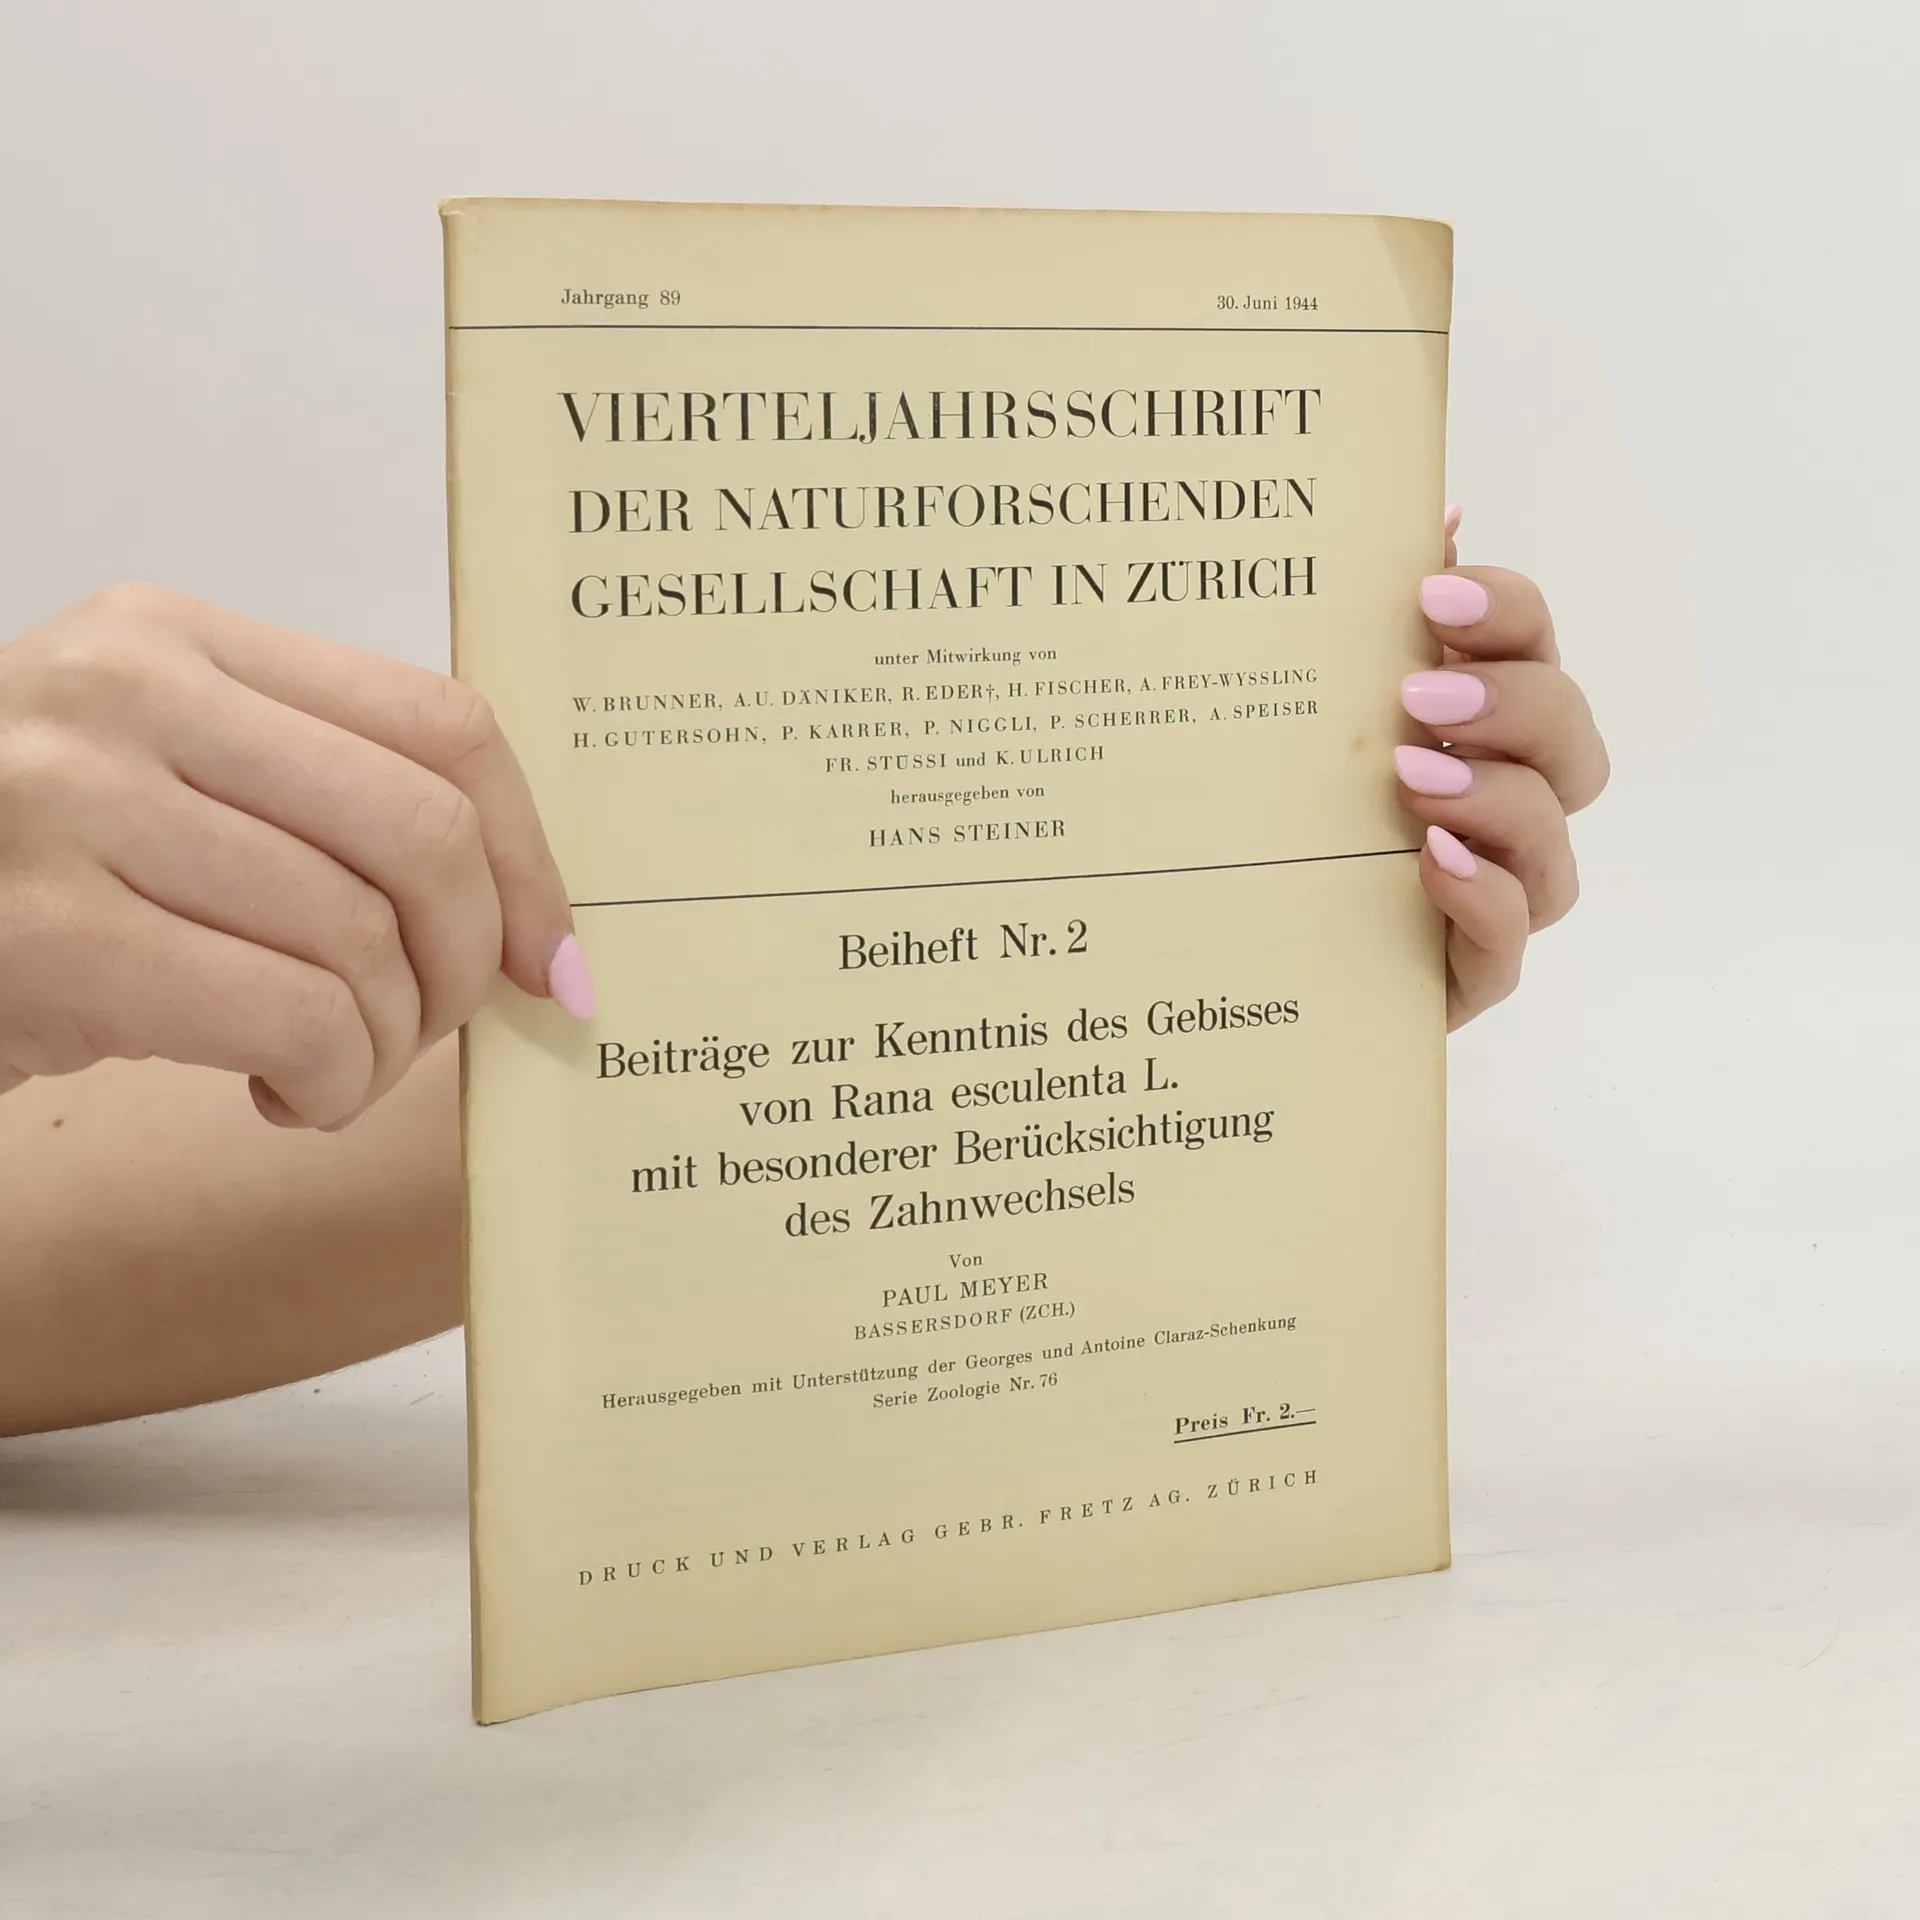 Jahrgang 89
30. Juni 1944
VIERTELJAHRSSCHRIFT
DER NATURFORSCHENDEN
GESELLSCHAFT IN ZÜRICH
unter Mitwirkung von
W. BRUNNER, A. U. DÄNIKER, R. EDER†, H. FISCHER, A. FREY-WYSSLING
H. GUTERSOHN, P. KARRER, P. NIGGLI, P. SCHERRER, A. SPEISER
FR. STÜSSI und K. ULRICH
herausgegeben von
HANS STEINER
Beiheft Nr. 2
Beiträge zur Kenntnis des Gebisses
von Rana esculenta L.
mit besonderer Berücksichtigung
des Zahnwechsels
Von
PAUL MEYER
BASSERSDORF (ZCH.)
Herausgegeben mit Unterstützung der Georges und Antoine Claraz-Schenkung
Serie Zoologie Nr. 76
Preis Fr. 2.—
DRUCK UND VERLAG GEBR. FRETZ AG. ZÜRICH